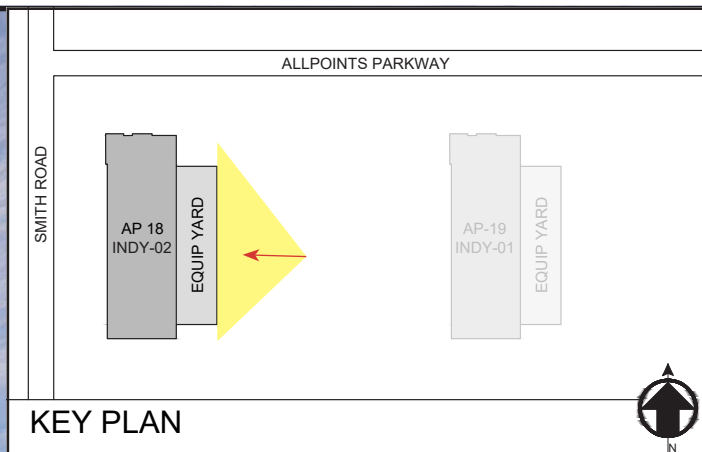 ALLPOINTS PARKWAY
SMITH ROAD
AP 18
INDY-02
EQUIP YARD
AP-19
INDY-01
EQUIP YARD
KEY PLAN
N